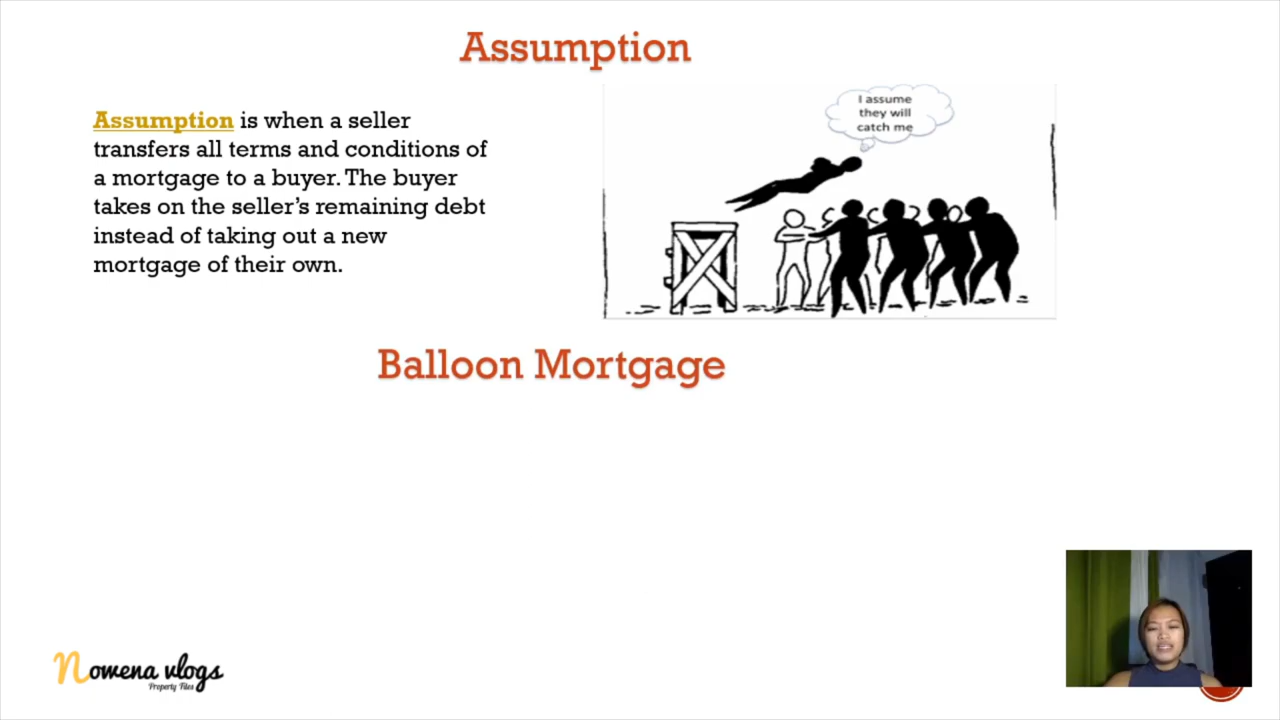 Assumption
Assumption is when a seller
transfers all terms and conditions of
a mortgage to a buyer. The buyer
takes on the seller's remaining debt
instead of taking out a new
mortgage of their own.
I assume
they will
catch me
Balloon Mortgage
Nowena vlogs
Property Files